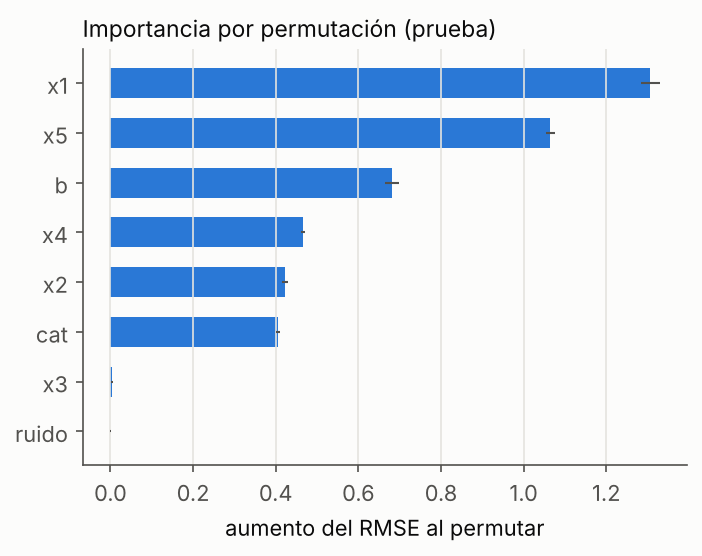 Importancia por permutación (prueba)
x1
x5
b
x4
x2
cat
x3
ruido
0.0 0.2 0.4 0.6 0.8 1.0 1.2
aumento del RMSE al permutar